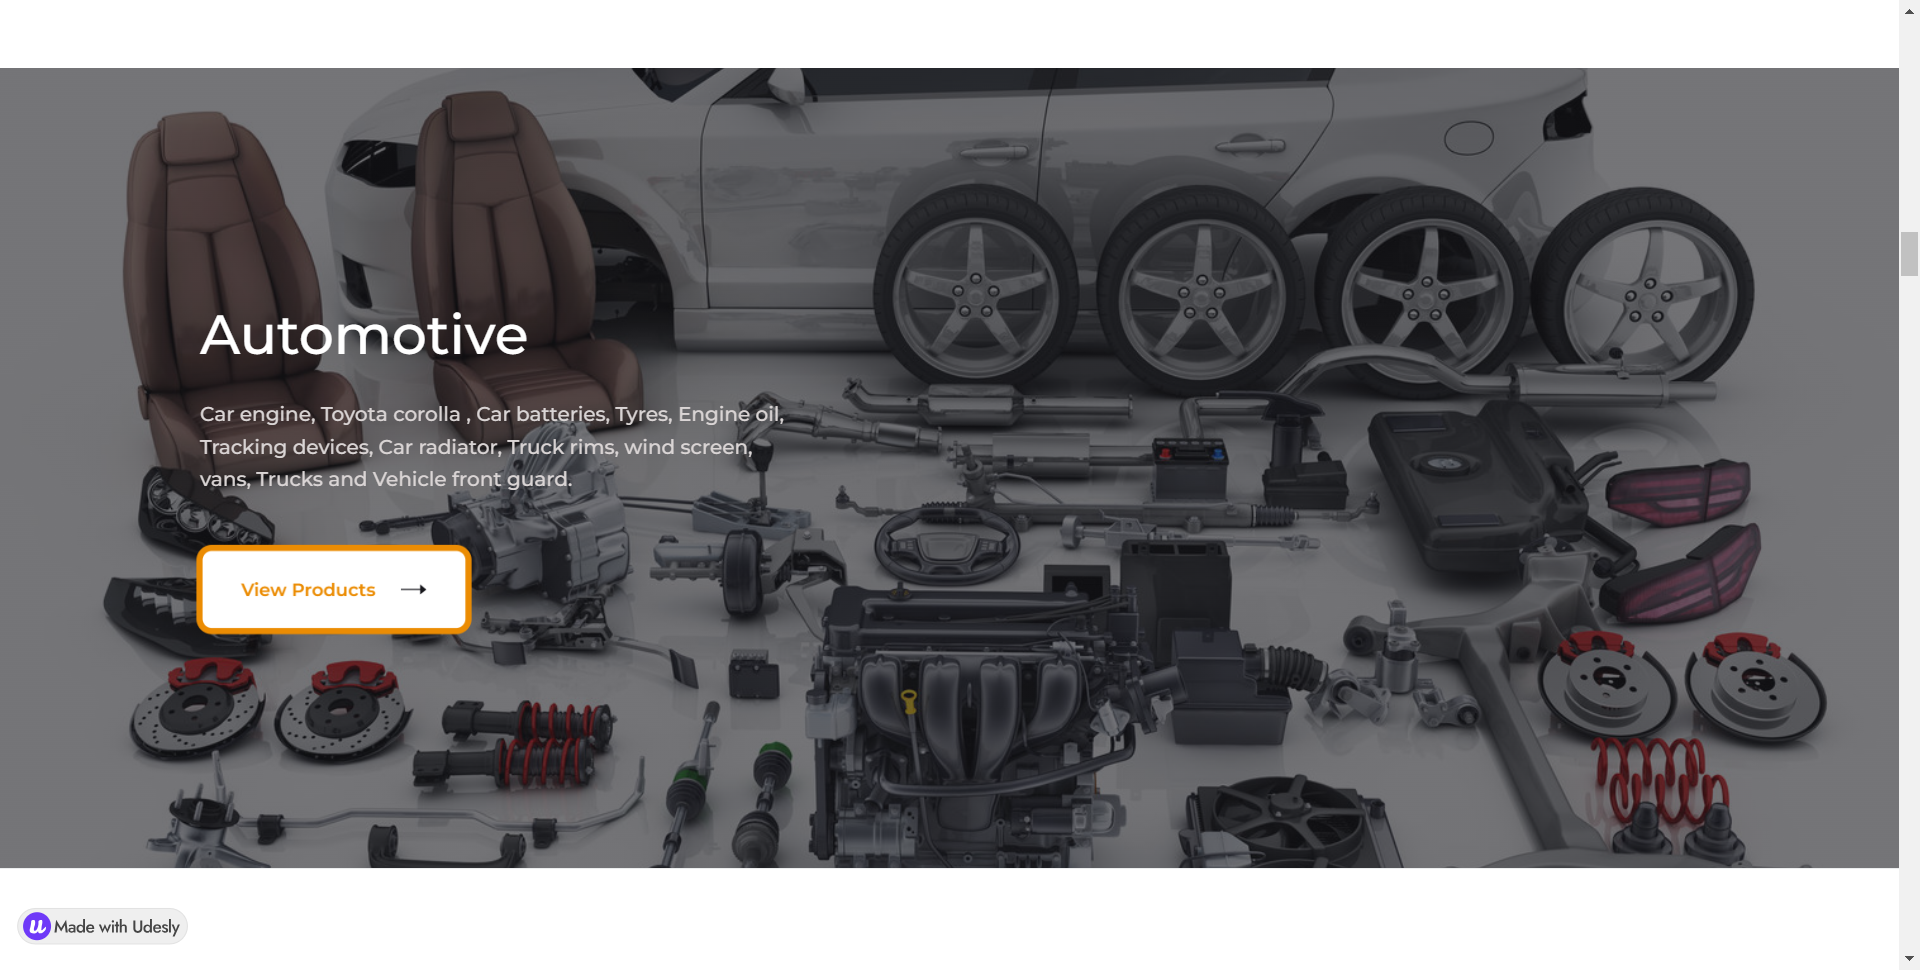 Automotive
Car engine, Toyota corolla , Car batteries, Tyres, Engine oil,
Tracking devices, Car radiator, Truck rims, wind screen,
vans, Trucks and Vehicle front guard.
View Products
Made with Udesly